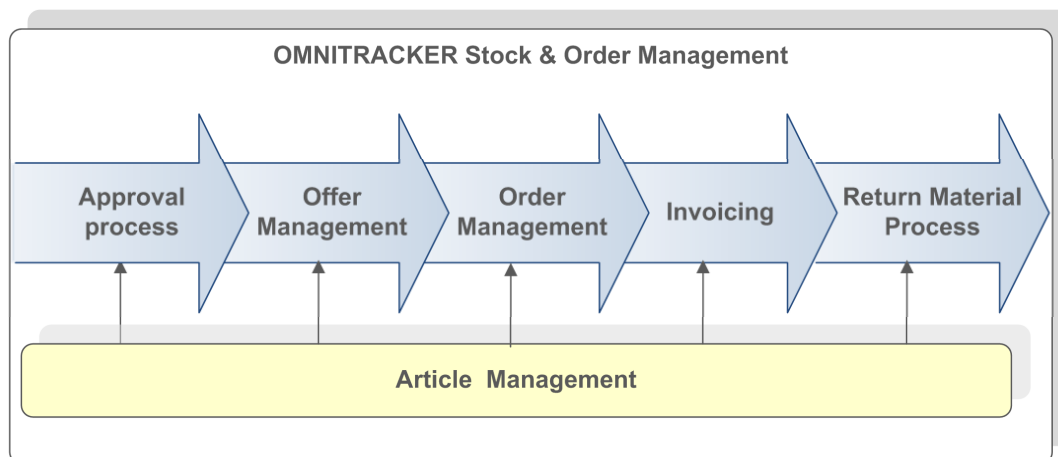 OMNITRACKER Stock & Order Management
Approval
process
Offer
Management
Order
Management
Invoicing
Return Material
Process
Article Management